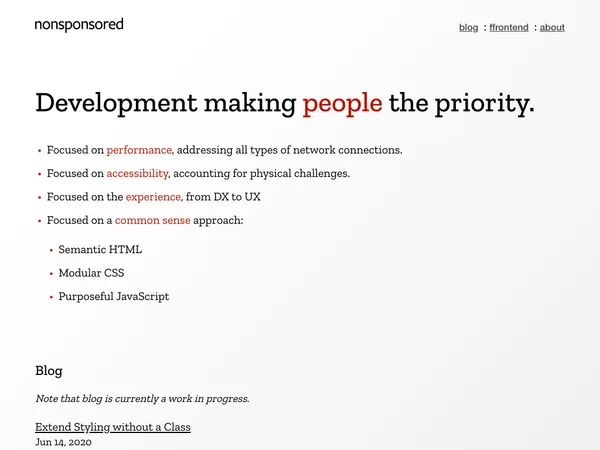 nonsponsored
blog : ffrontend : about
Development making people the priority.
• Focused on performance, addressing all types of network connections.
• Focused on accessibility, accounting for physical challenges.
• Focused on the experience, from DX to UX
• Focused on a common sense approach:
• Semantic HTML
• Modular CSS
• Purposeful JavaScript
Blog
Note that blog is currently a work in progress.
Extend Styling without a Class
Jun 14, 2020